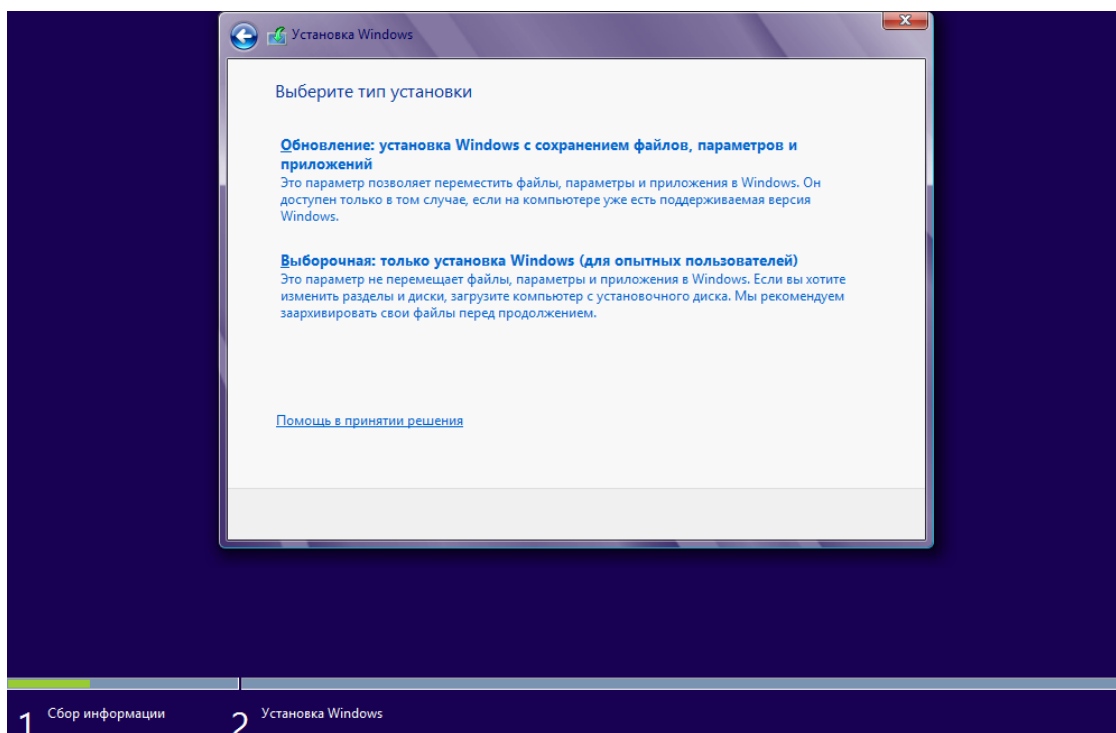 Установка Windows
Выберите тип установки
Обновление: установка Windows с сохранением файлов, параметров и
приложений
Это параметр позволяет переместить файлы, параметры и приложения в Windows. Он
доступен только в том случае, если на компьютере уже есть поддерживаемая версия
Windows.
Выборочная: только установка Windows (для опытных пользователей)
Это параметр не перемещает файлы, параметры и приложения в Windows. Если вы хотите
изменить разделы и диски, загрузите компьютер с установочного диска. Мы рекомендуем
заархивировать свои файлы перед продолжением.
Помощь в принятии решения
1 Сбор информации 2 Установка Windows